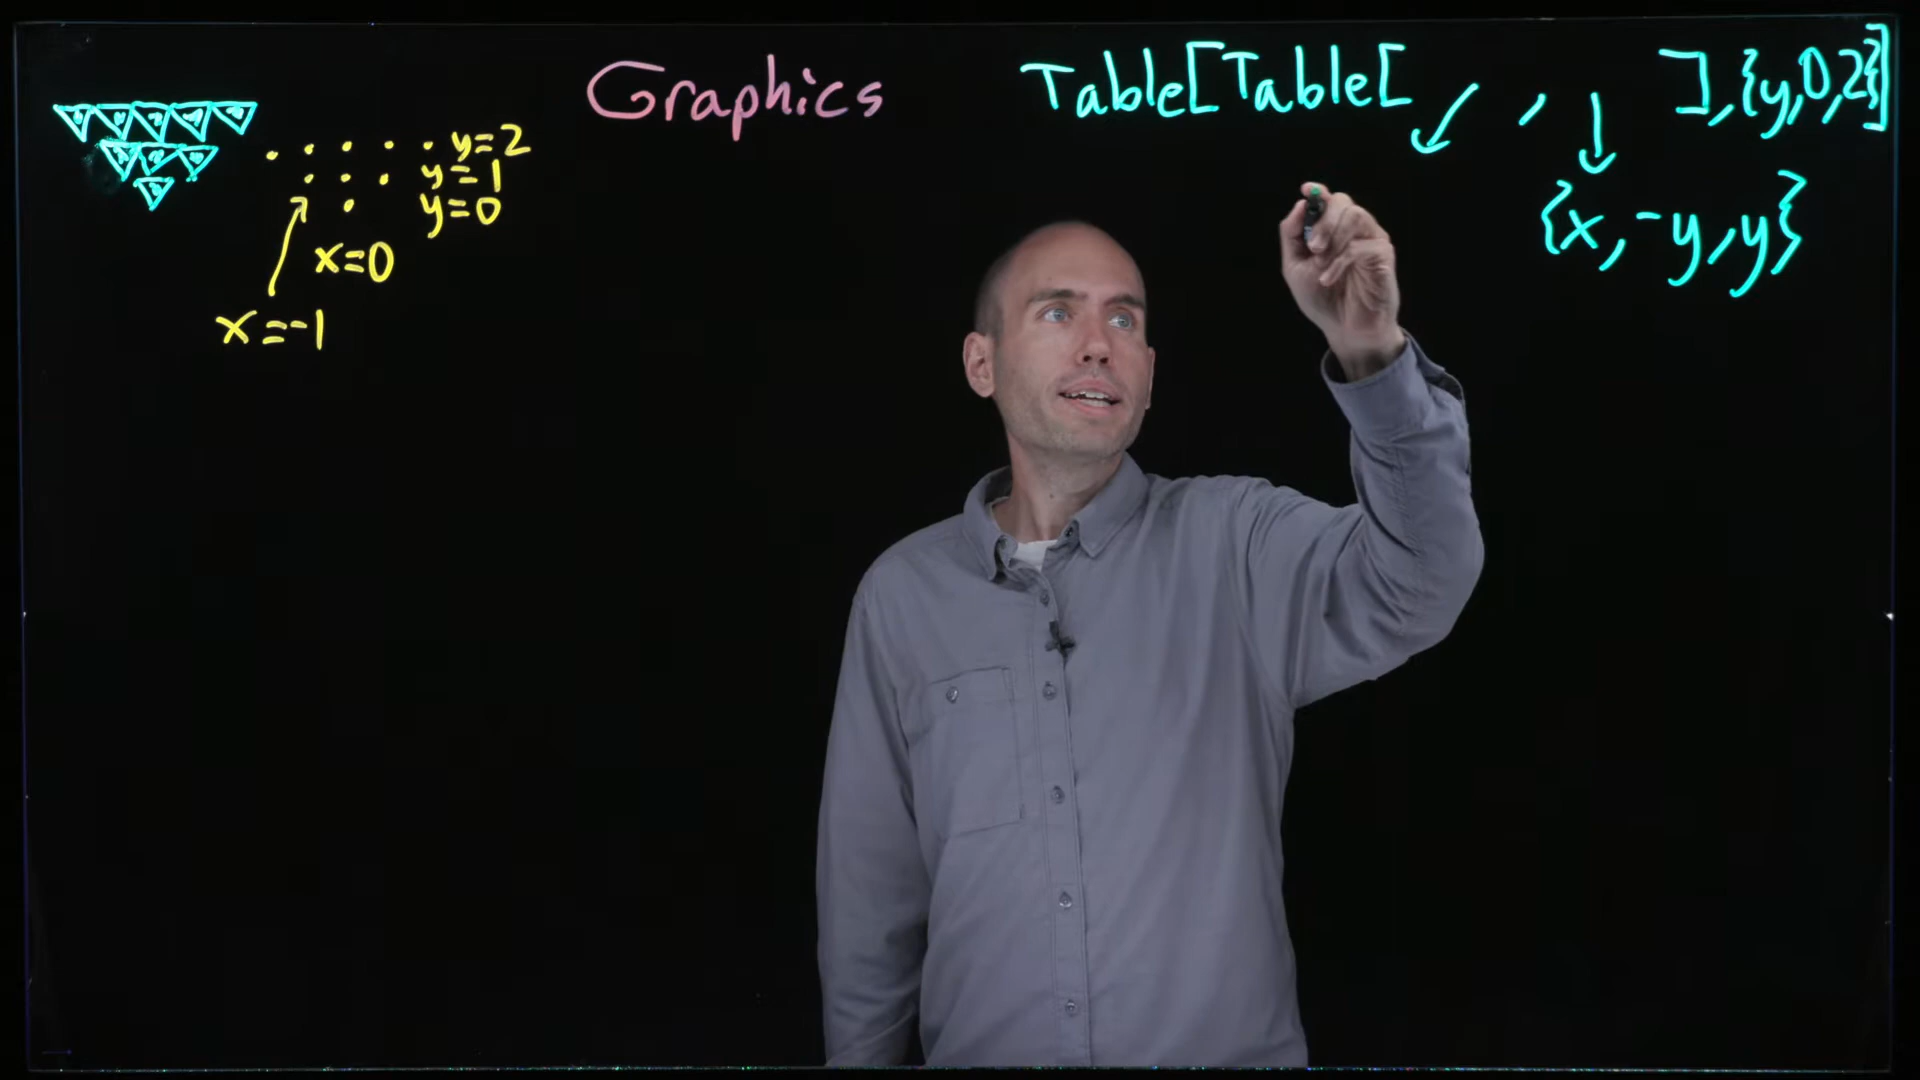 Graphics
Table[Table[ , ],{y,0,2}]
{x,-y,y}
y=2
y=1
y=0
x=0
x=-1